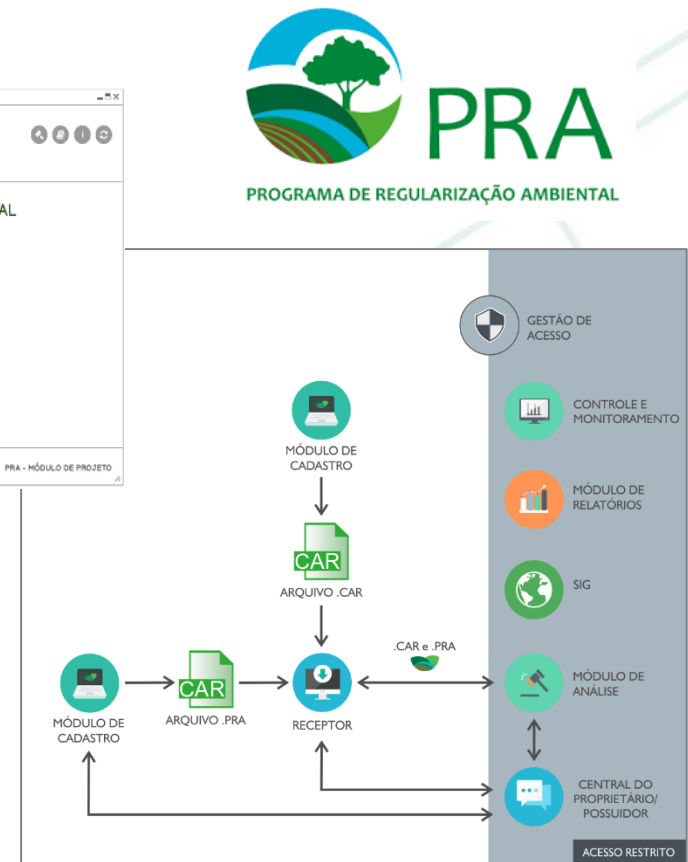 PRA
PROGRAMA DE REGULARIZAÇÃO AMBIENTAL
AL
PRA - MÓDULO DE PROJETO
GESTÃO DE
ACESSO
CONTROLE E
MONITORAMENTO
MÓDULO DE
CADASTRO
MÓDULO DE
RELATÓRIOS
CAR
ARQUIVO .CAR
SIG
.CAR e .PRA
CAR
MÓDULO DE
CADASTRO
ARQUIVO .PRA
RECEPTOR
MÓDULO DE
ANÁLISE
CENTRAL DO
PROPRIETÁRIO/
POSSUIDOR
ACESSO RESTRITO